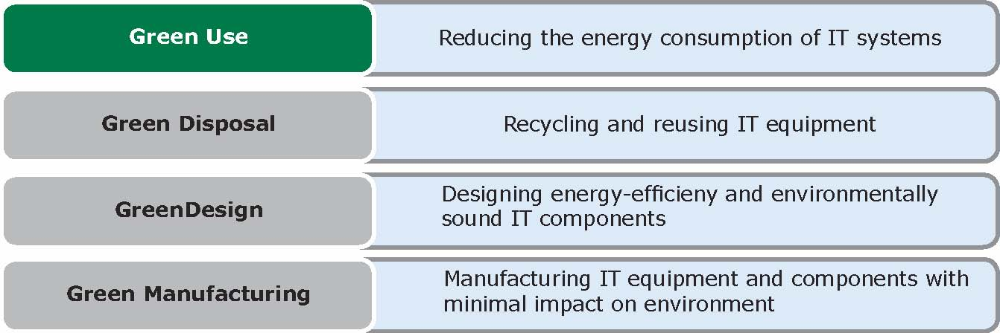 Green Use
Reducing the energy consumption of IT systems
Green Disposal
Recycling and reusing IT equipment
GreenDesign
Designing energy-efficieny and environmentally
sound IT components
Green Manufacturing
Manufacturing IT equipment and components with
minimal impact on environment